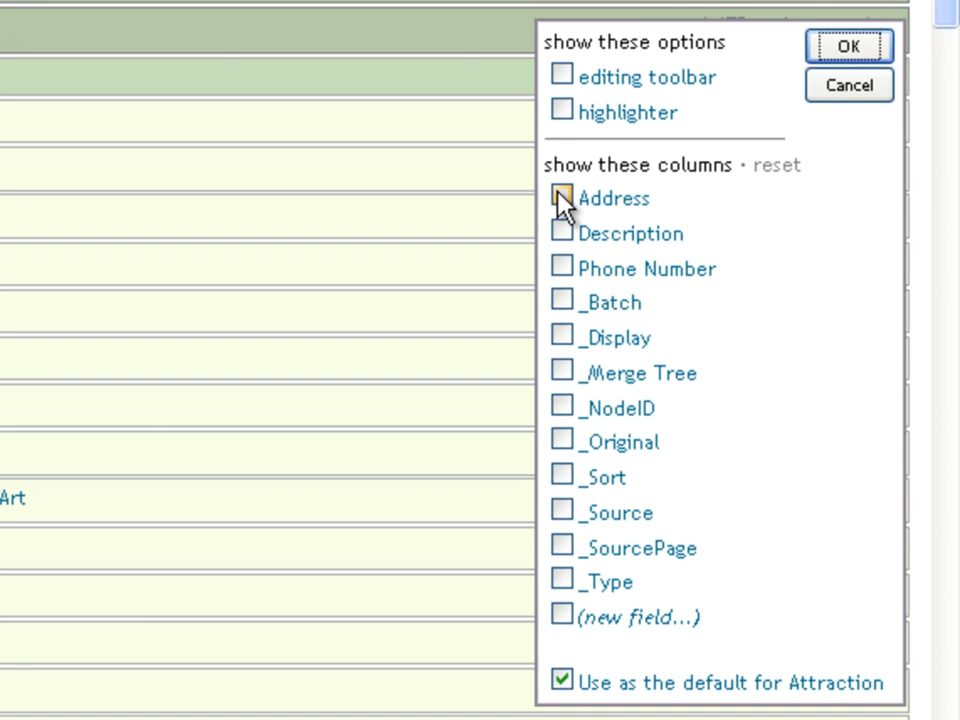 show these options
OK
editing toolbar
Cancel
highlighter
show these columns · reset
Address
Description
Phone Number
_Batch
_Display
_Merge Tree
_NodeID
_Original
_Sort
Art
_Source
_SourcePage
_Type
(new field...)
Use as the default for Attraction